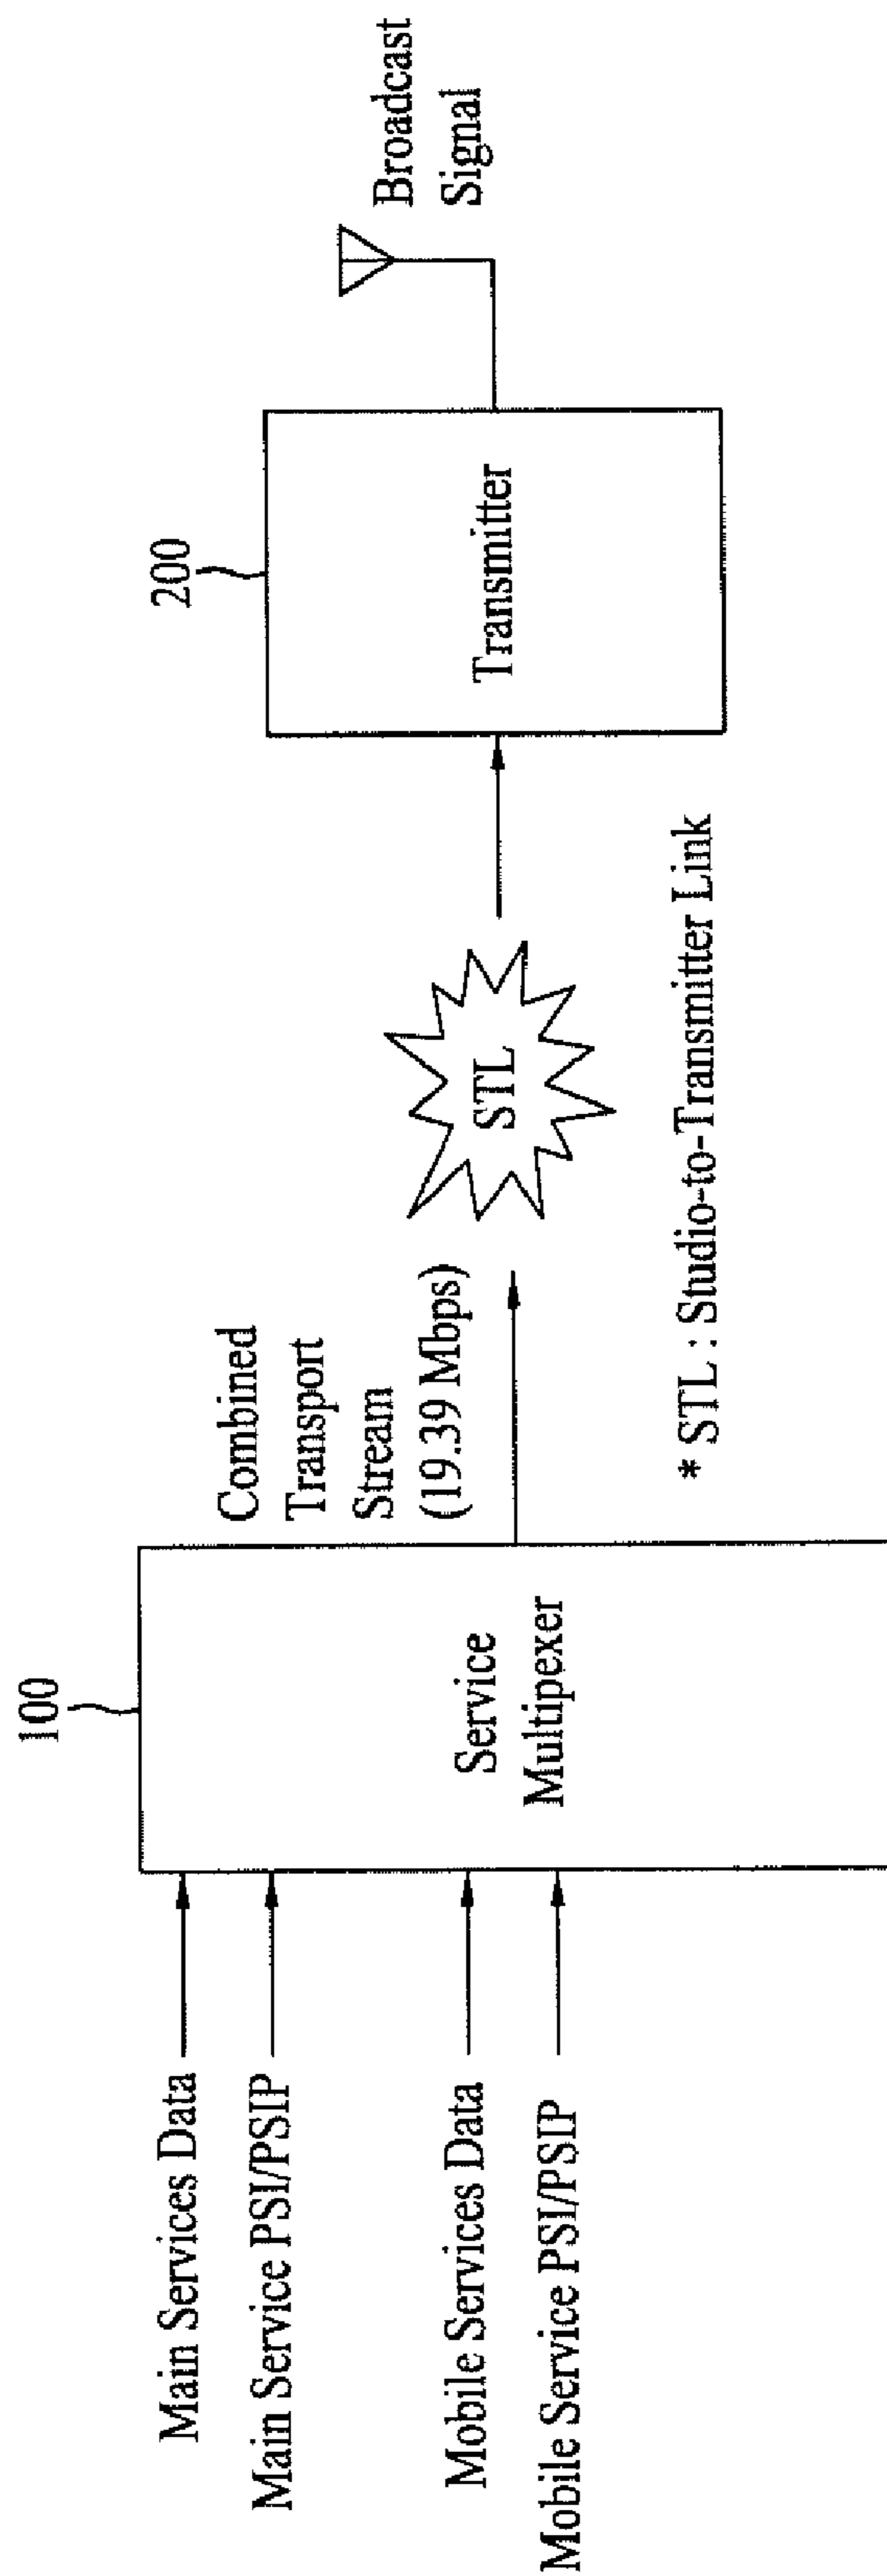 Main Services Data
Main Service PSI/PSIP
Mobile Services Data
Mobile Service PSI/PSIP
100
Service
Multipexer
Combined
Transport
Stream
(19.39 Mbps)
STL
* STL : Studio-to-Transmitter Link
200
Transmitter
Broadcast
Signal